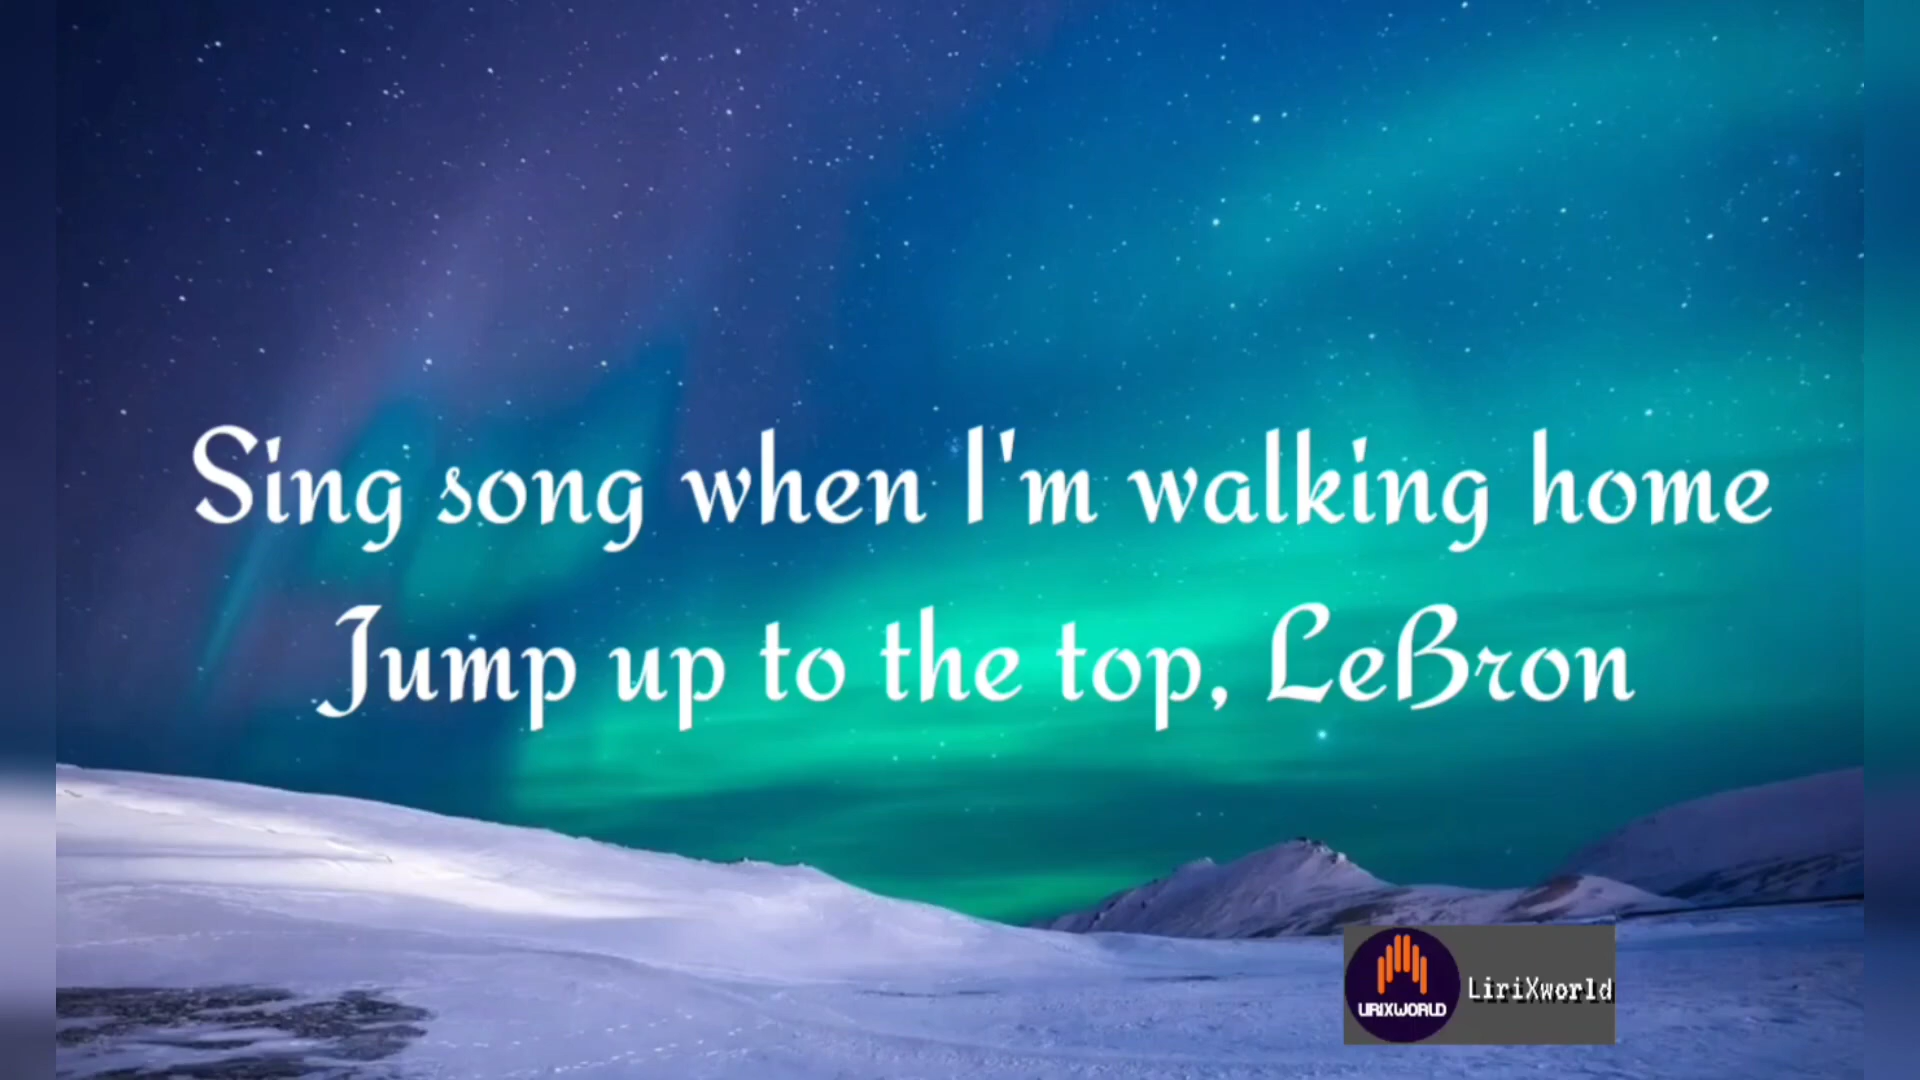 Sing song when I'm walking home
Jump up to the top, LeBron
LIRIXWORLD
LiriXworld